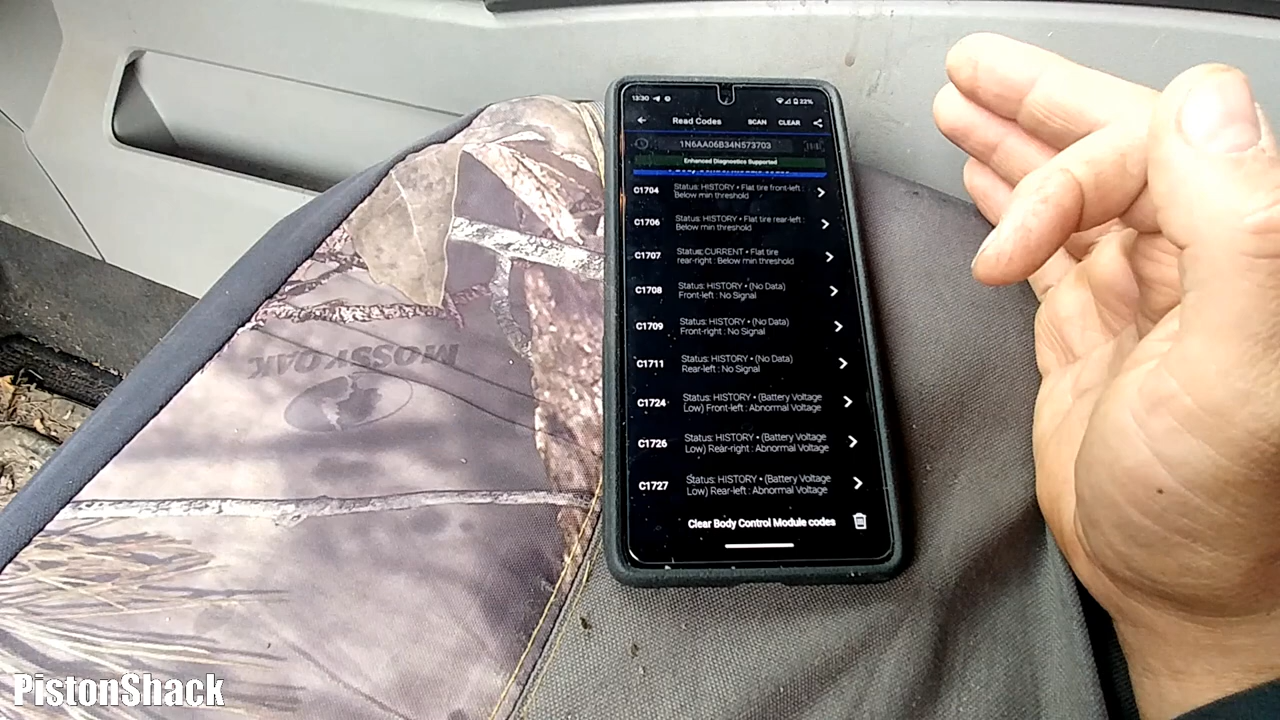 13:30
22%
Read Codes SCAN CLEAR
1N6AA06B34N573703
Enhanced Diagnostics Supported
C1704 Status: HISTORY • Flat tire front-left :
Below min threshold
C1706 Status: HISTORY • Flat tire rear-left :
Below min threshold
C1707 Status: CURRENT • Flat tire
rear-right : Below min threshold
C1708 Status: HISTORY • (No Data)
Front-left : No Signal
C1709 Status: HISTORY • (No Data)
Front-right : No Signal
C1711 Status: HISTORY • (No Data)
Rear-left : No Signal
C1724 Status: HISTORY • (Battery Voltage
Low) Front-left : Abnormal Voltage
C1726 Status: HISTORY • (Battery Voltage
Low) Rear-right : Abnormal Voltage
C1727 Status: HISTORY • (Battery Voltage
Low) Rear-left : Abnormal Voltage
Clear Body Control Module codes
MOSSY OAK
PistonShack